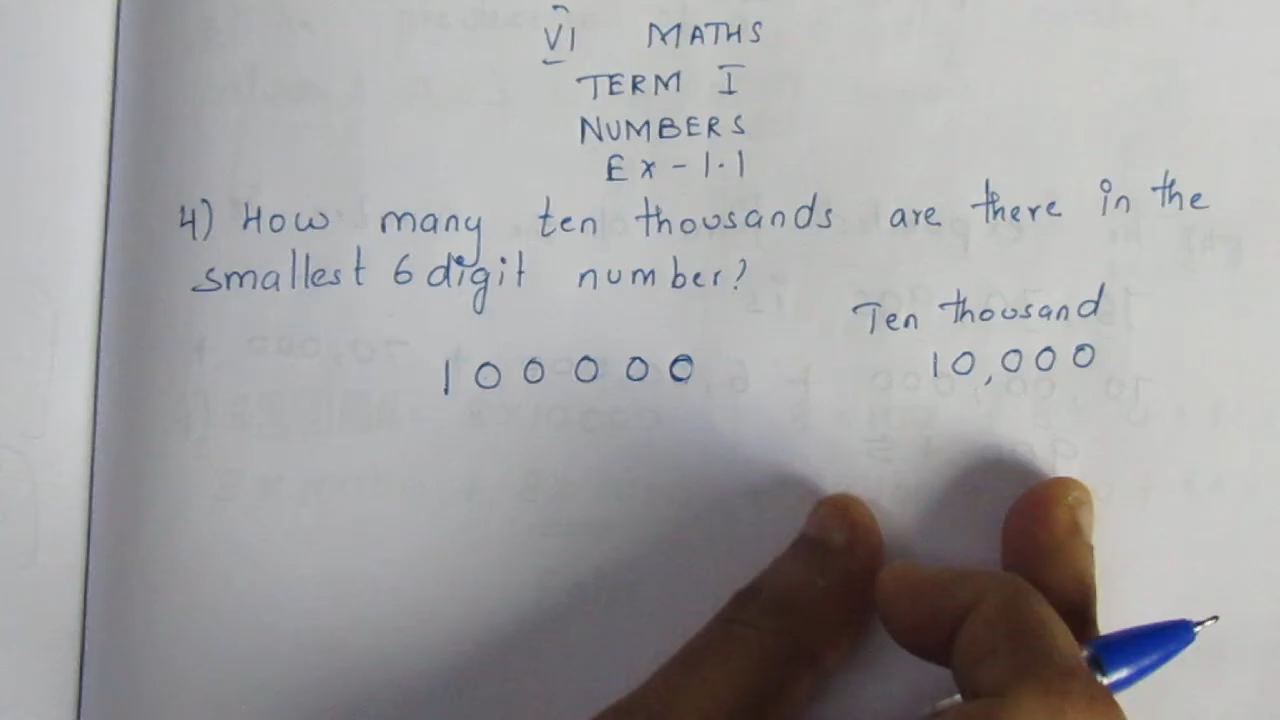 VI MATHS
TERM I
NUMBERS
Ex - 1.1
4) How many ten thousands are there in the
smallest 6 digit number?
Ten thousand
100000 10,000